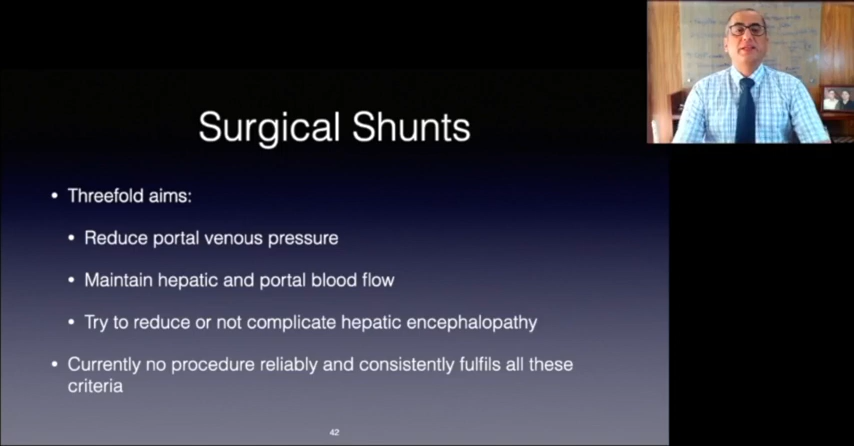 Surgical Shunts
• Threefold aims:
• Reduce portal venous pressure
• Maintain hepatic and portal blood flow
• Try to reduce or not complicate hepatic encephalopathy
• Currently no procedure reliably and consistently fulfils all these
criteria
42